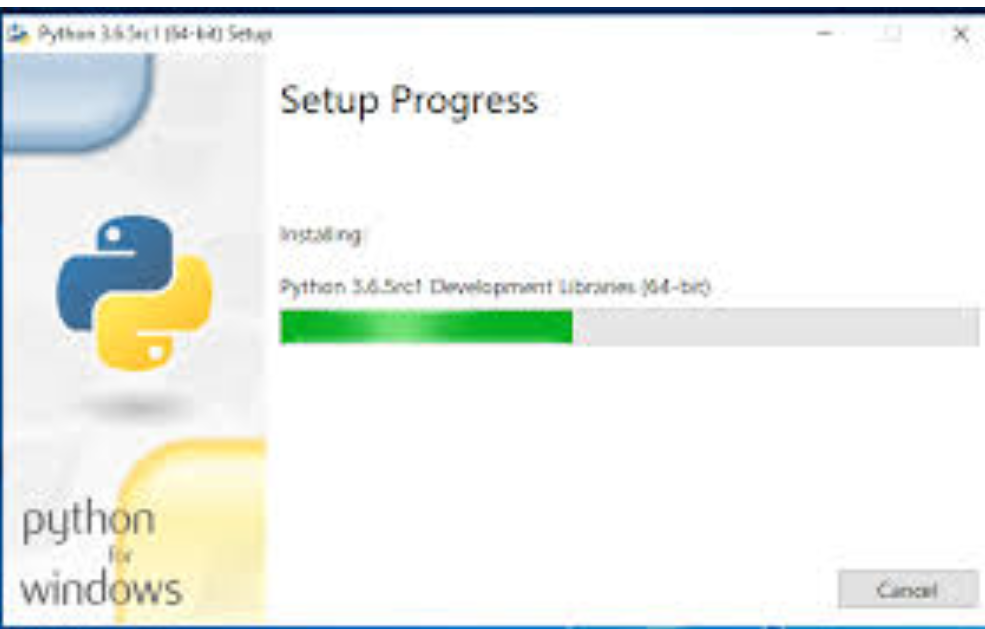 Python 3.6.5rc1 (64-bit) Setup
Setup Progress
Installing:
Python 3.6.5rc1 Development Libraries (64-bit)
python
for
windows
Cancel